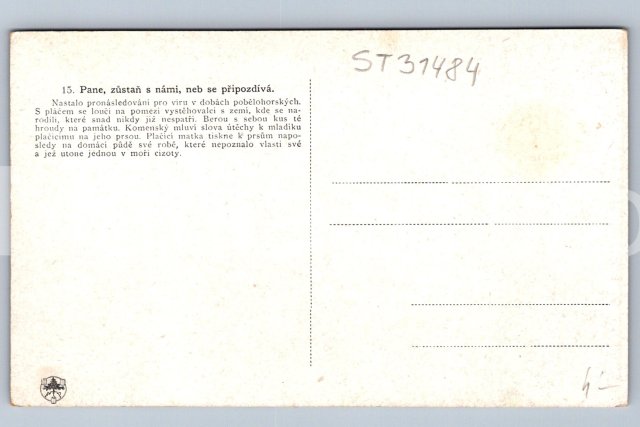 15. Pane, zůstaň s námi, neb se připozdívá.
Nastalo pronásledování pro víru v dobách pobělohorských.
S pláčem se loučí na pomezí vystěhovalci s zemí, kde se na-
rodili, které snad nikdy již nespatří. Berou s sebou kus té
hroudy na památku. Komenský mluví slova útěchy k mladíku
plačícímu na jeho prsou. Plačící matka tiskne k prsům napo-
sledy na domácí půdě své robě, které nepoznalo vlasti své
a jež utone jednou v moři cizoty.
ST31484